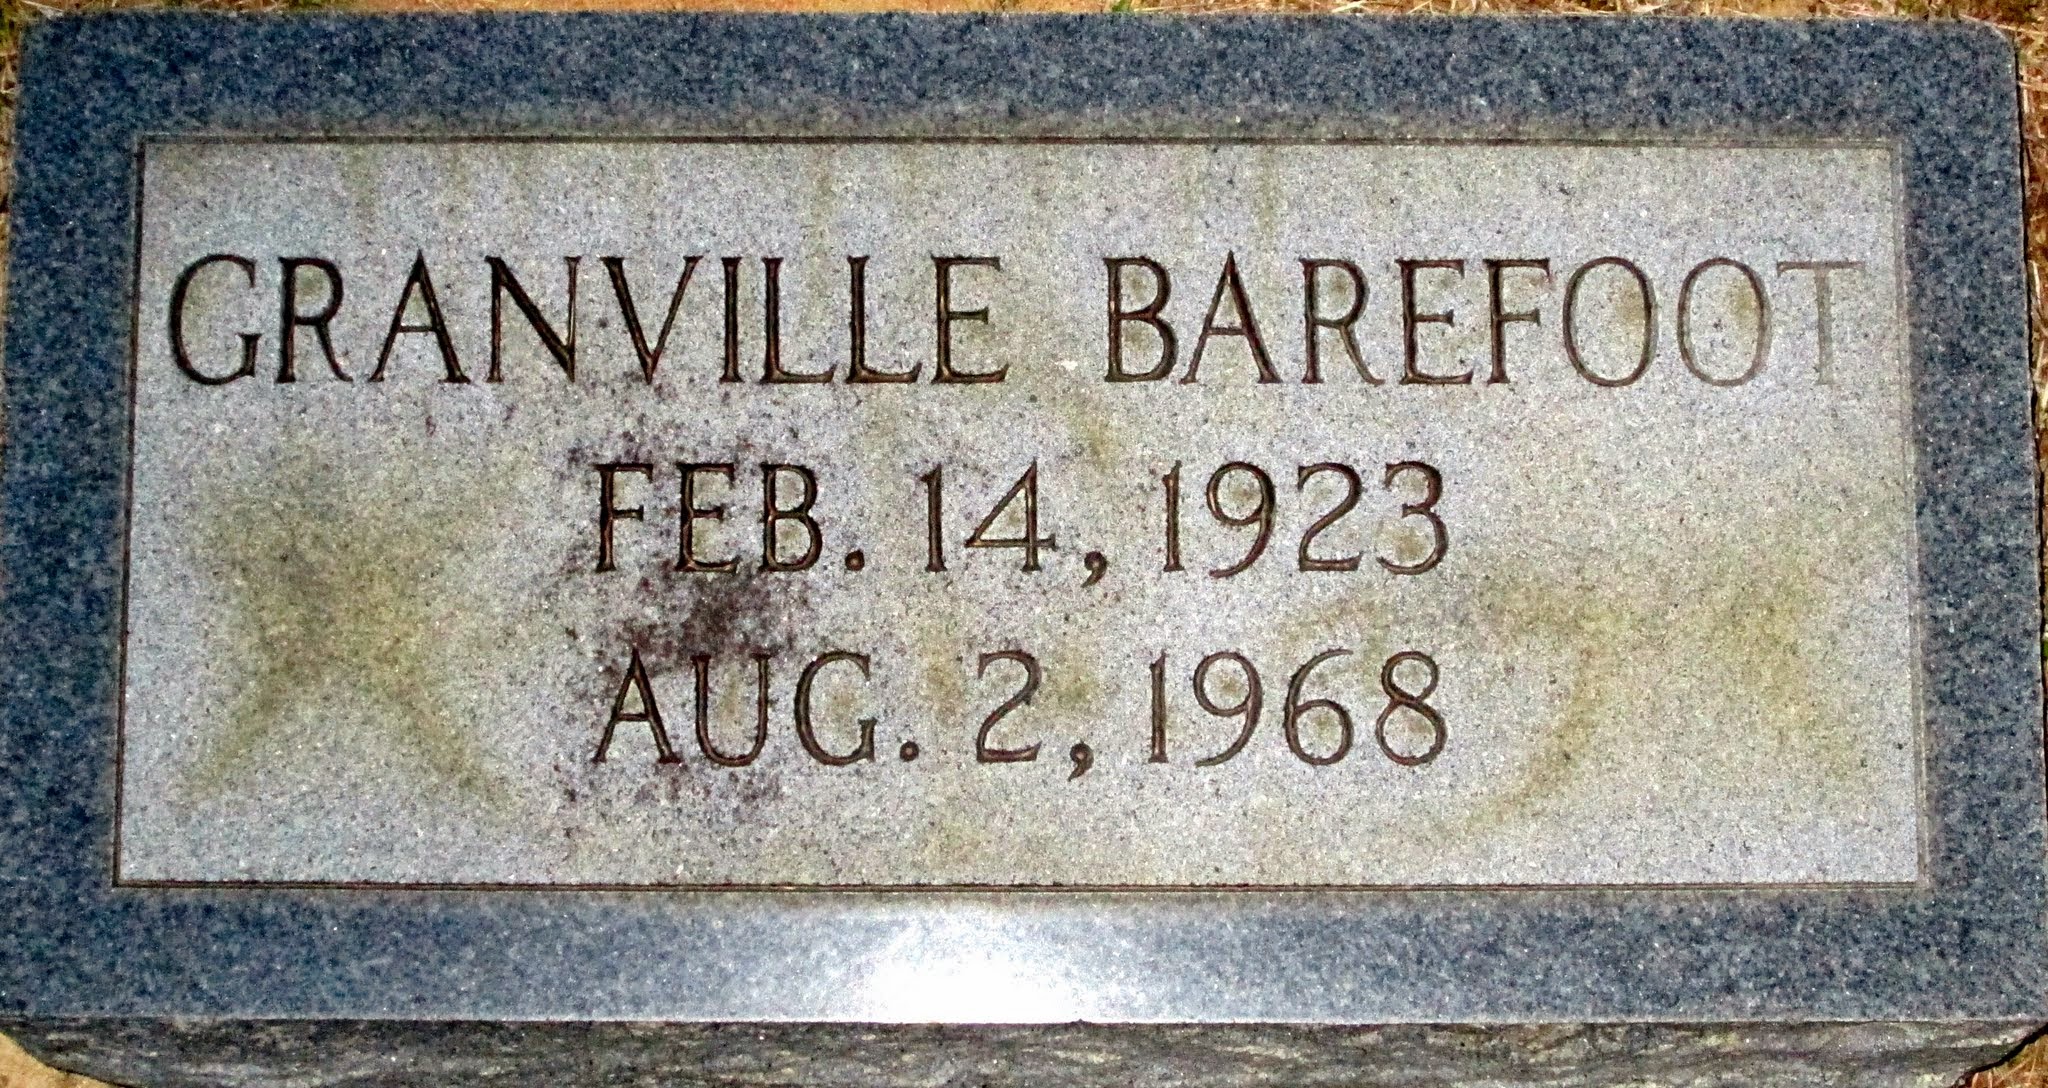 GRANVILLE BAREFOOT
FEB. 14, 1923
AUG. 2, 1968